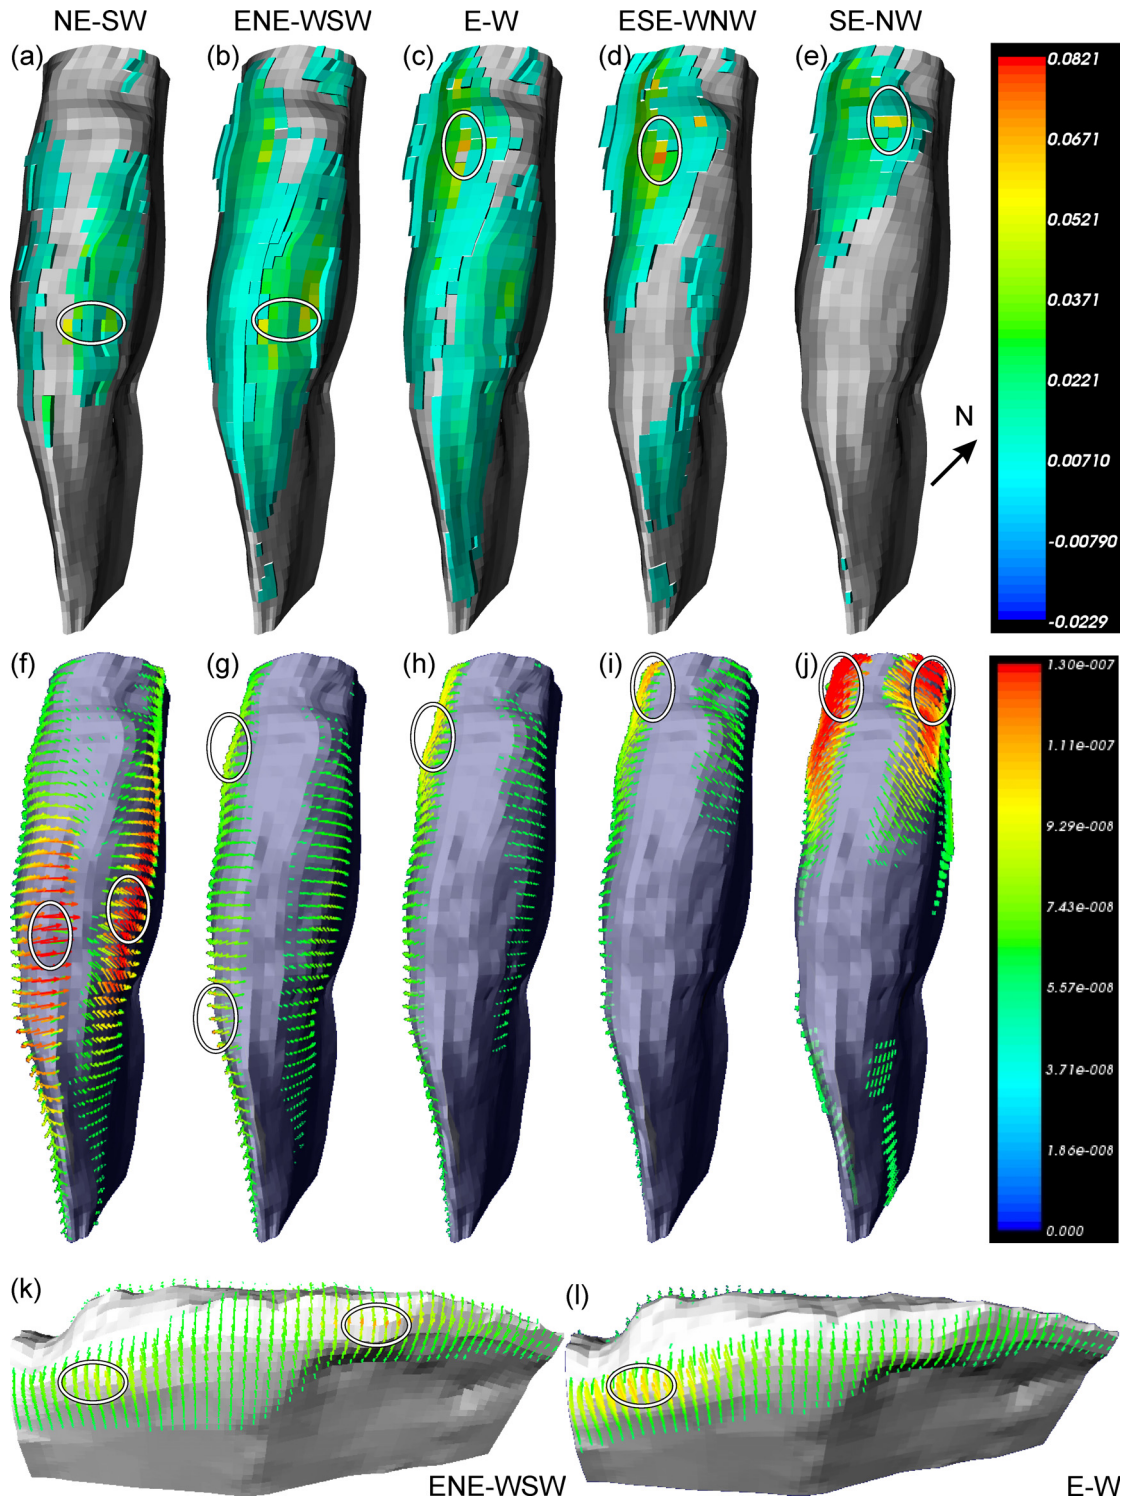 NE-SW ENE-WSW E-W ESE-WNW SE-NW
(a) (b) (c) (d) (e)
0.0821
0.0671
0.0521
0.0371
0.0221
0.00710
-0.00790
-0.0229
N
(f) (g) (h) (i) (j)
1.30e-007
1.11e-007
9.29e-008
7.43e-008
5.57e-008
3.71e-008
1.86e-008
0.000
(k) (l)
ENE-WSW E-W